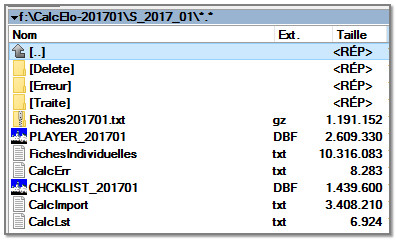 f:\CalcElo-201701\S_2017_01\*.*
Nom Ext. Taille
[..] <RÉP>
[Delete] <RÉP>
[Erreur] <RÉP>
[Traite] <RÉP>
Fiches201701.txt gz 1.191.152
PLAYER_201701 DBF 2.609.330
FichesIndividuelles txt 10.316.083
CalcErr txt 8.283
CHCKLIST_201701 DBF 1.439.600
CalcImport txt 3.408.210
CalcLst txt 6.924